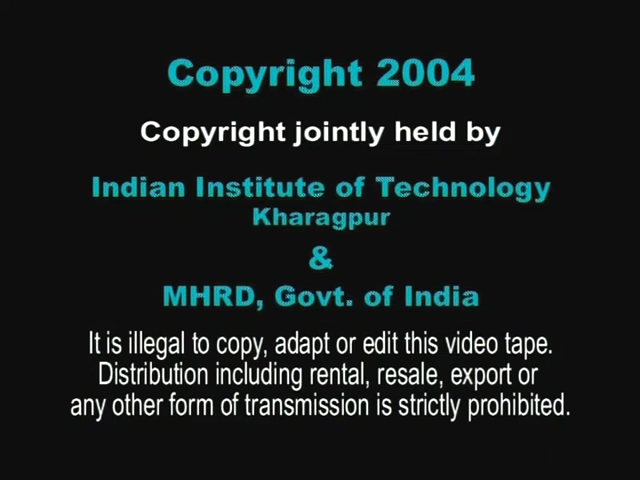 Copyright 2004
Copyright jointly held by
Indian Institute of Technology
Kharagpur
&
MHRD, Govt. of India
It is illegal to copy, adapt or edit this video tape.
Distribution including rental, resale, export or
any other form of transmission is strictly prohibited.